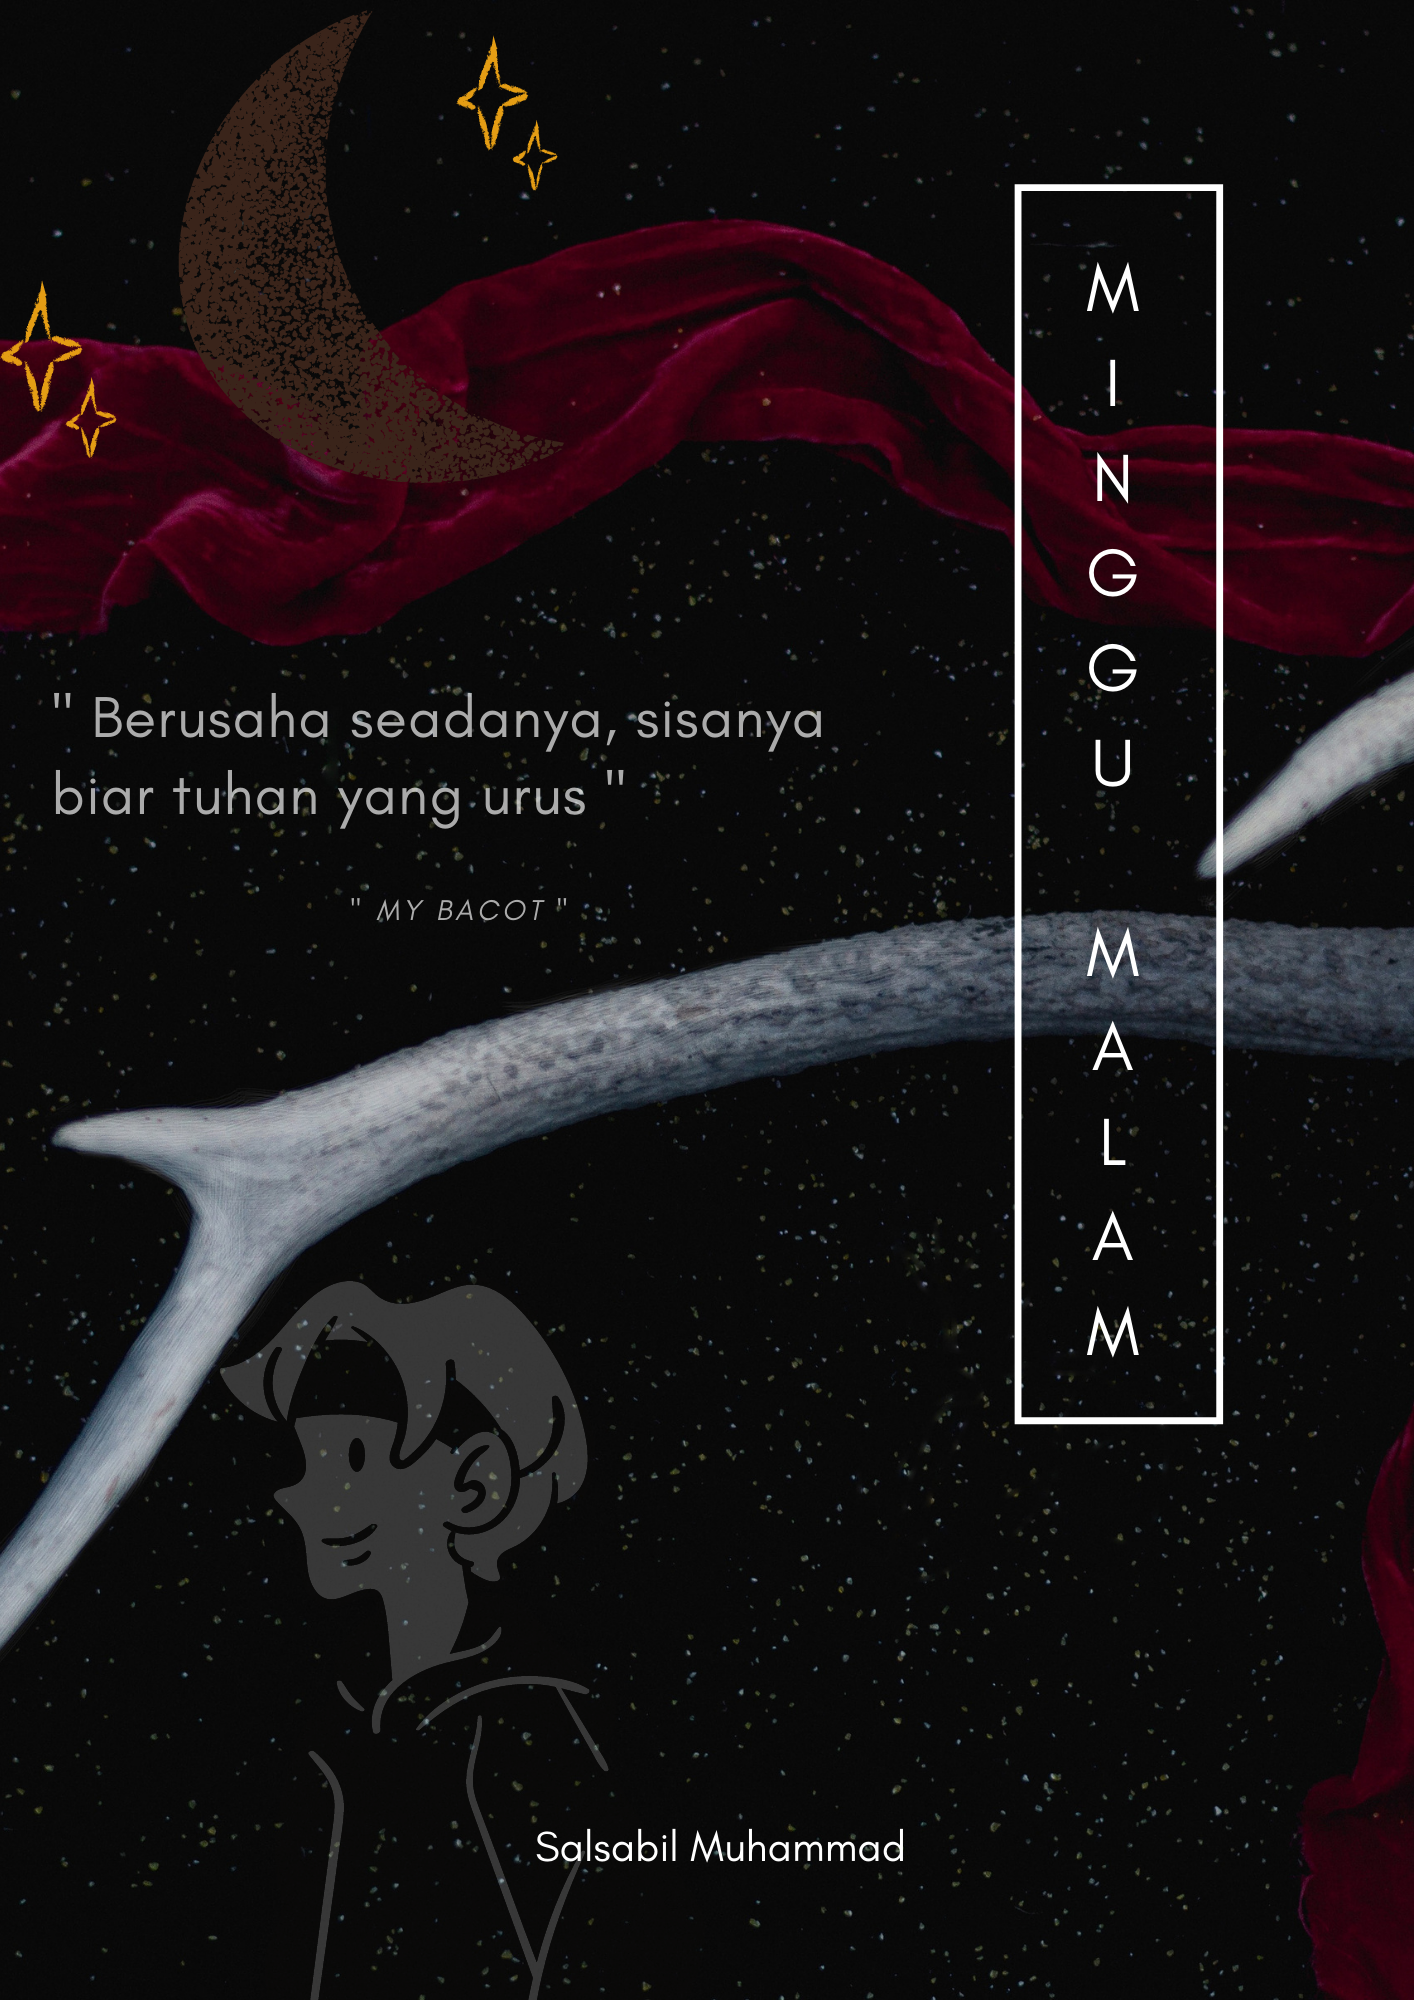 " Berusaha seadanya, sisanya
biar tuhan yang urus "
" MY BACOT "
MINGGU MALAM
Salsabil Muhammad